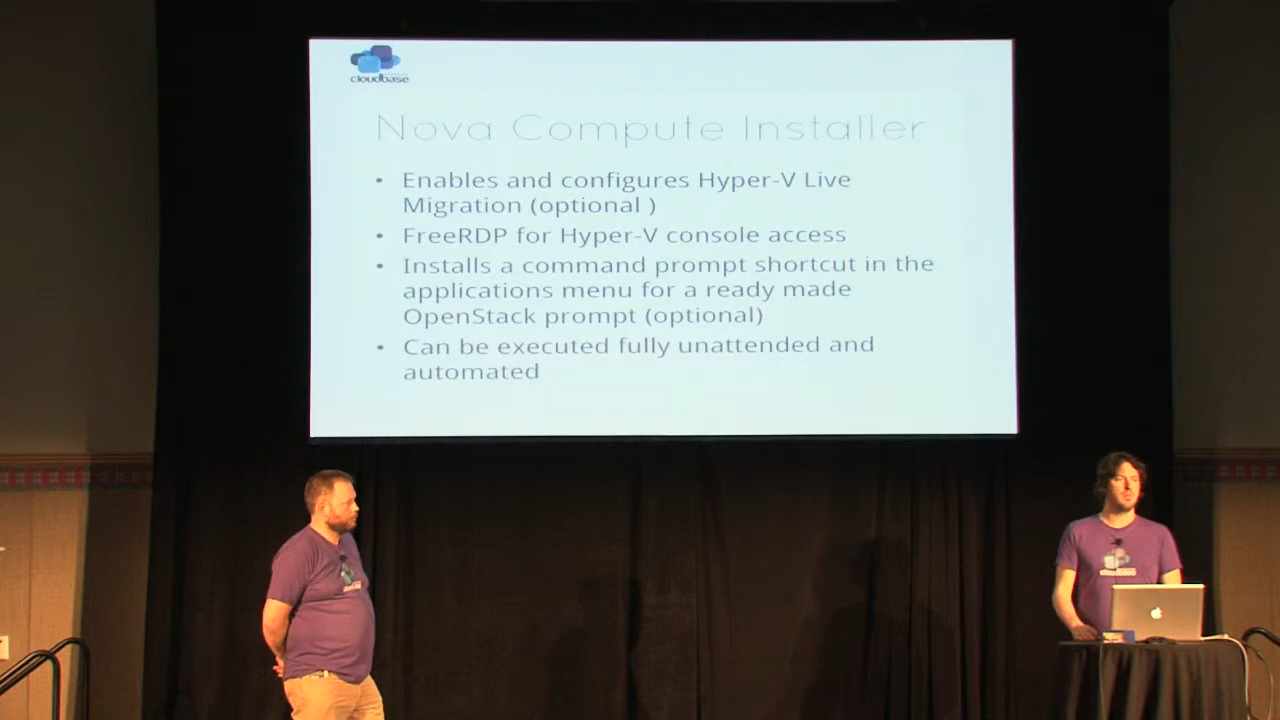 cloudbase
Nova Compute Installer
• Enables and configures Hyper-V Live
Migration (optional )
• FreeRDP for Hyper-V console access
• Installs a command prompt shortcut in the
applications menu for a ready made
OpenStack prompt (optional)
• Can be executed fully unattended and
automated
cloudbase